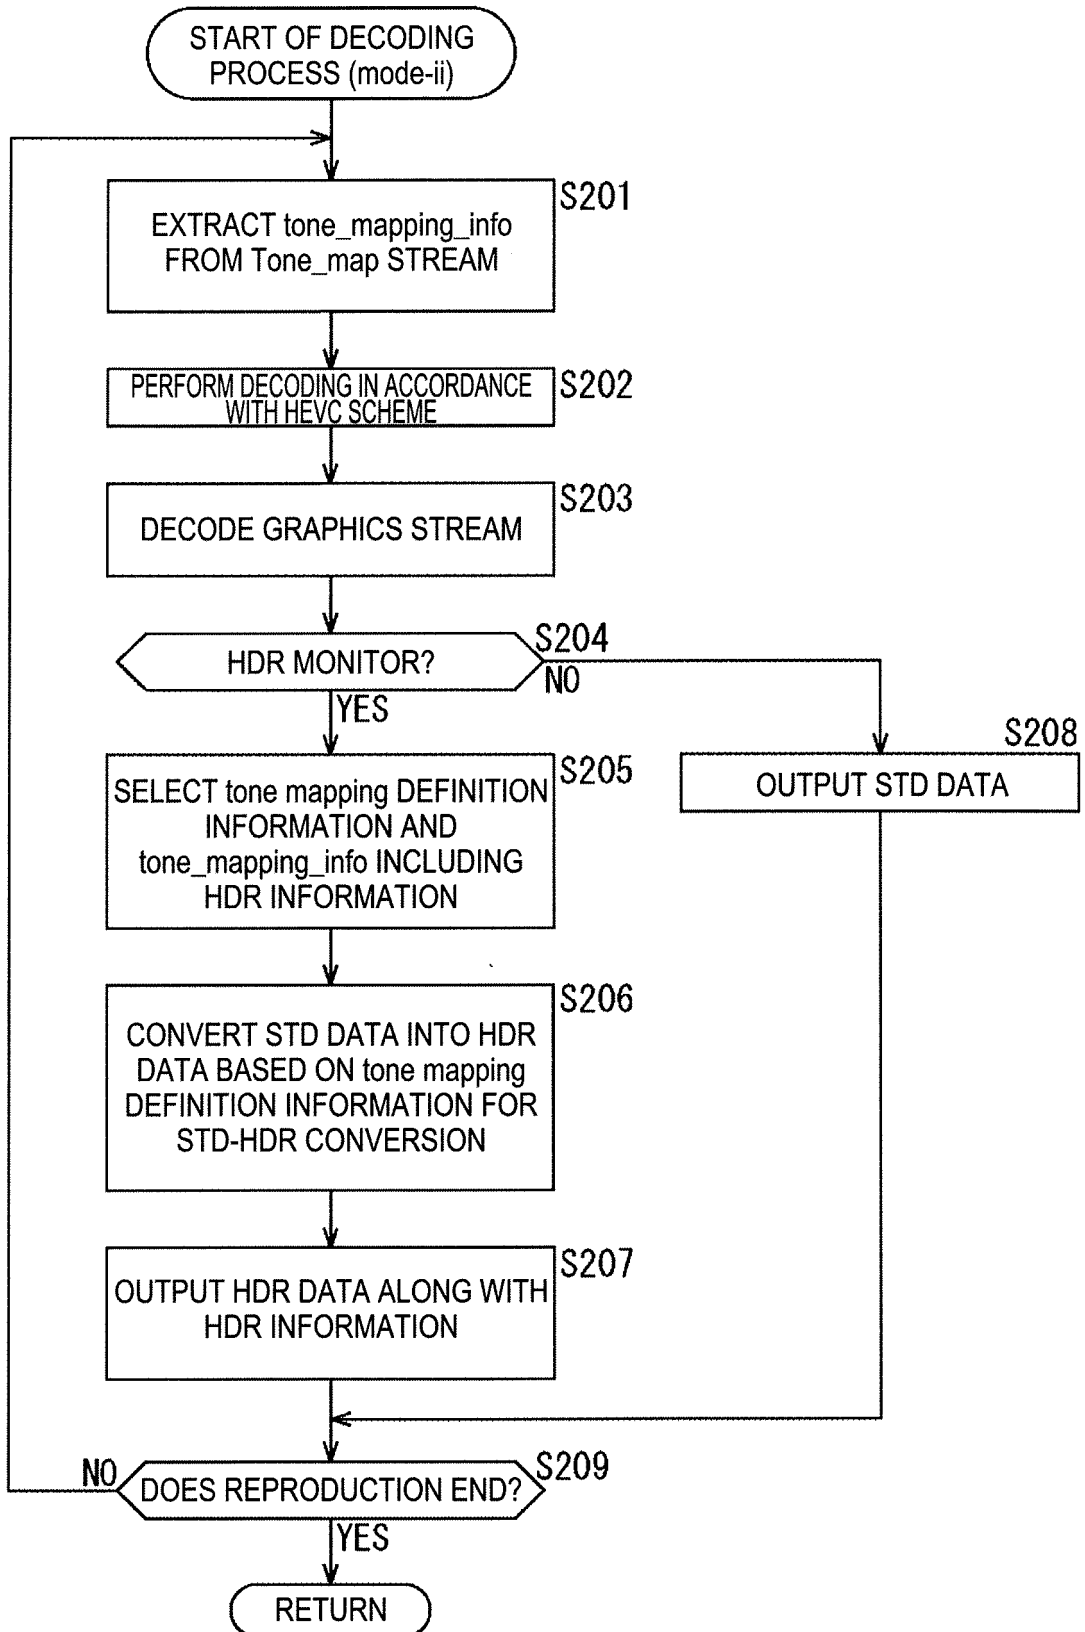 START OF DECODING
PROCESS (mode-ii)
S201
EXTRACT tone_mapping_info
FROM Tone_map STREAM
S202
PERFORM DECODING IN ACCORDANCE
WITH HEVC SCHEME
S203
DECODE GRAPHICS STREAM
S204
HDR MONITOR?
NO
YES
S205
SELECT tone mapping DEFINITION
INFORMATION AND
tone_mapping_info INCLUDING
HDR INFORMATION
S208
OUTPUT STD DATA
S206
CONVERT STD DATA INTO HDR
DATA BASED ON tone mapping
DEFINITION INFORMATION FOR
STD-HDR CONVERSION
S207
OUTPUT HDR DATA ALONG WITH
HDR INFORMATION
S209
NO
DOES REPRODUCTION END?
YES
RETURN